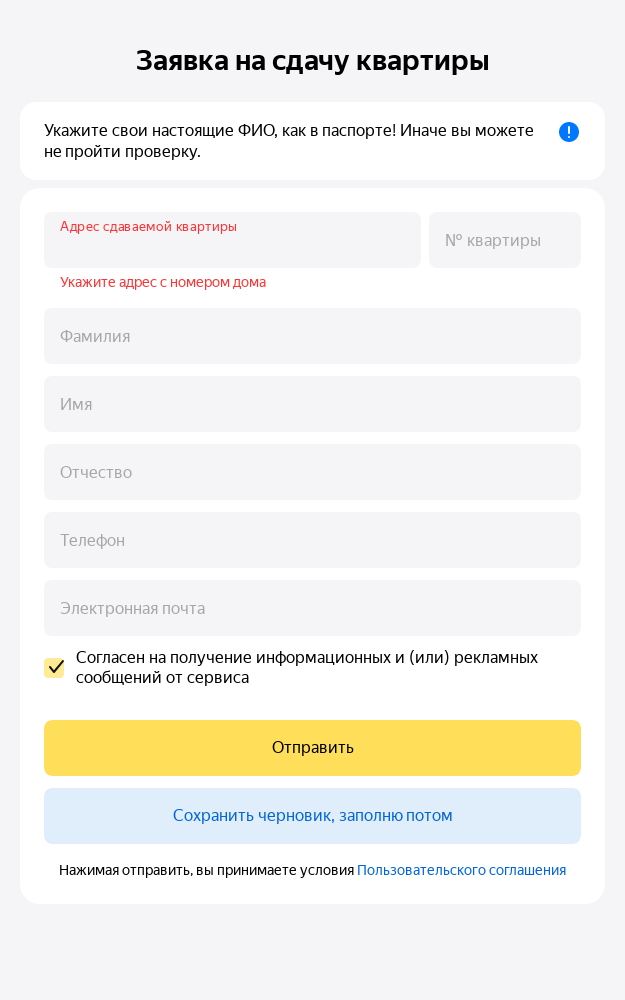 Заявка на сдачу квартиры
Укажите свои настоящие ФИО, как в паспорте! Иначе вы можете
не пройти проверку.
Адрес сдаваемой квартиры
№ квартиры
Укажите адрес с номером дома
Фамилия
Имя
Отчество
Телефон
Электронная почта
Согласен на получение информационных и (или) рекламных
сообщений от сервиса
Отправить
Сохранить черновик, заполню потом
Нажимая отправить, вы принимаете условия Пользовательского соглашения